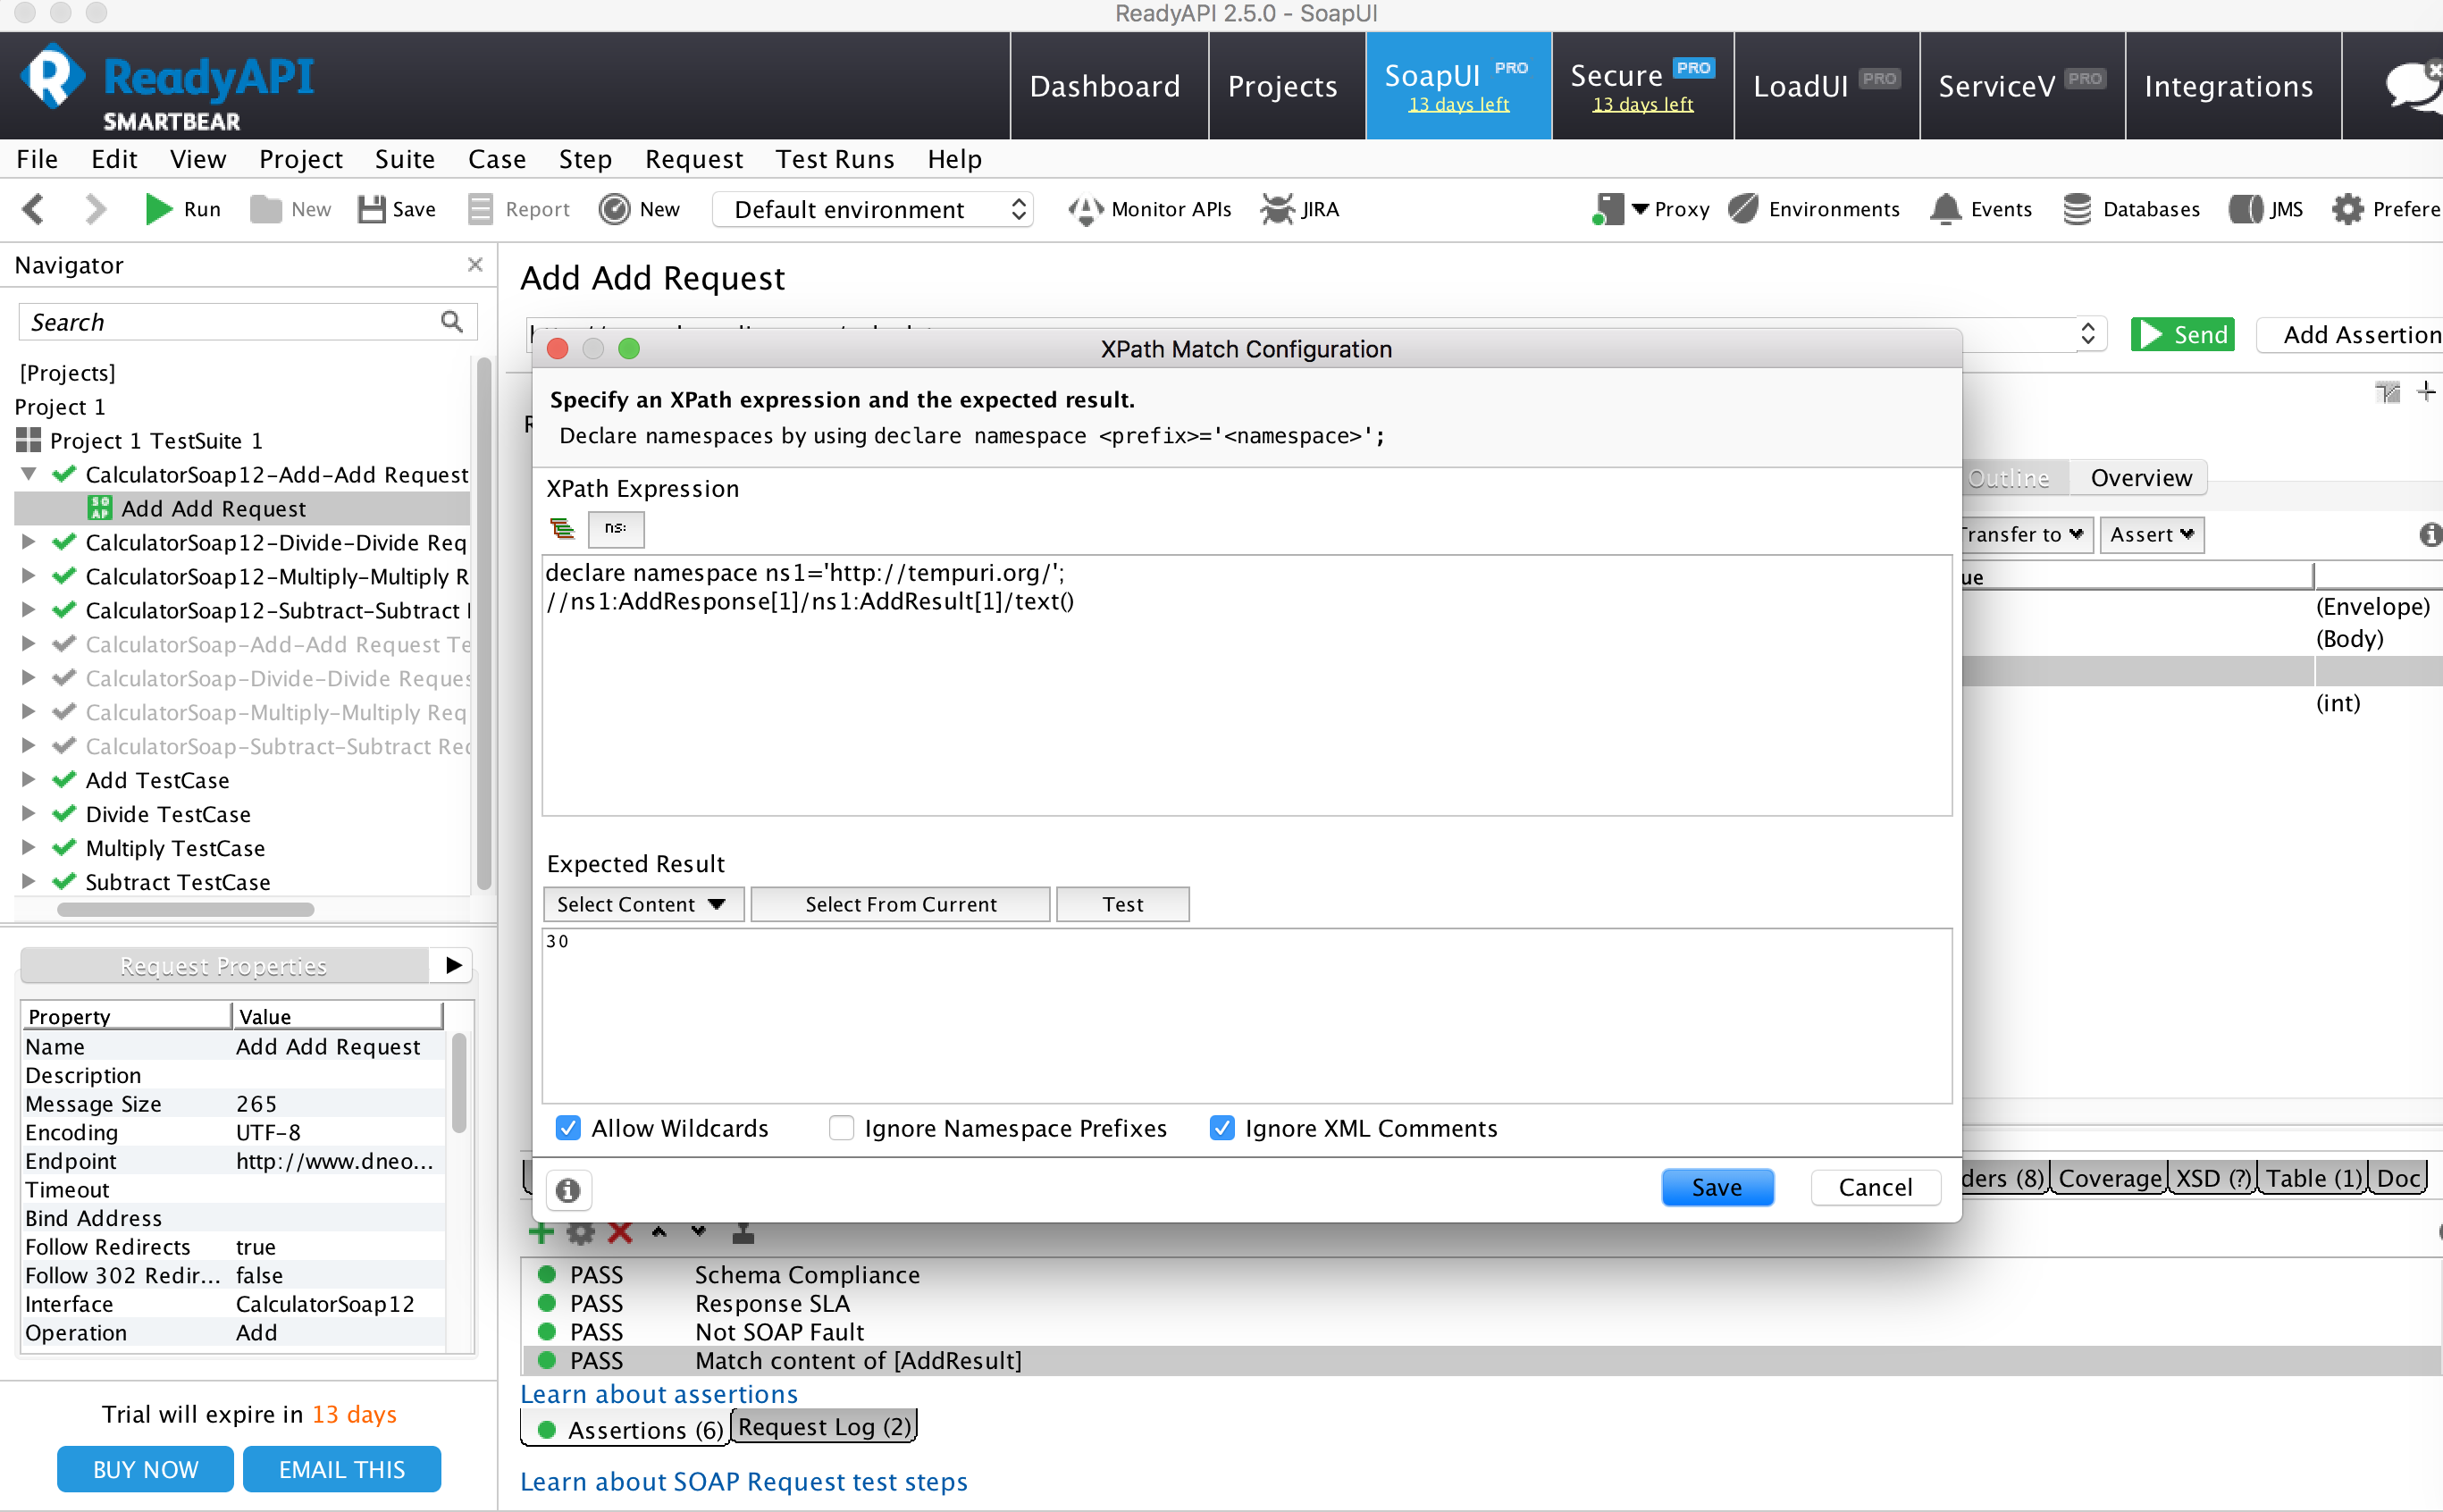 ReadyAPI 2.5.0 - SoapUI
ReadyAPI
SMARTBEAR
Dashboard
Projects
SoapUI PRO
13 days left
Secure PRO
13 days left
LoadUI PRO
ServiceV PRO
Integrations
File Edit View Project Suite Case Step Request Test Runs Help
Run New Save Report New Default environment Monitor APIs JIRA Proxy Environments Events Databases JMS Prefere
Navigator
Search
[Projects]
Project 1
Project 1 TestSuite 1
CalculatorSoap12-Add-Add Request
Add Add Request
CalculatorSoap12-Divide-Divide Req
CalculatorSoap12-Multiply-Multiply R
CalculatorSoap12-Subtract-Subtract
CalculatorSoap-Add-Add Request Te
CalculatorSoap-Divide-Divide Reques
CalculatorSoap-Multiply-Multiply Req
CalculatorSoap-Subtract-Subtract Rec
Add TestCase
Divide TestCase
Multiply TestCase
Subtract TestCase
Request Properties
Property Value
Name Add Add Request
Description
Message Size 265
Encoding UTF-8
Endpoint http://www.dneo...
Timeout
Bind Address
Follow Redirects true
Follow 302 Redir... false
Interface CalculatorSoap12
Operation Add
Trial will expire in 13 days
BUY NOW
EMAIL THIS
Add Add Request
Send
Add Assertion
XPath Match Configuration
Specify an XPath expression and the expected result.
Declare namespaces by using declare namespace <prefix>='<namespace>';
XPath Expression
ns:
declare namespace ns1='http://tempuri.org/';
//ns1:AddResponse[1]/ns1:AddResult[1]/text()
Expected Result
Select Content Select From Current Test
30
Allow Wildcards Ignore Namespace Prefixes Ignore XML Comments
Save Cancel
Outline Overview
Transfer to Assert
ue
(Envelope)
(Body)
(int)
ders (8) Coverage XSD (?) Table (1) Doc
PASS Schema Compliance
PASS Response SLA
PASS Not SOAP Fault
PASS Match content of [AddResult]
Learn about assertions
Assertions (6) Request Log (2)
Learn about SOAP Request test steps